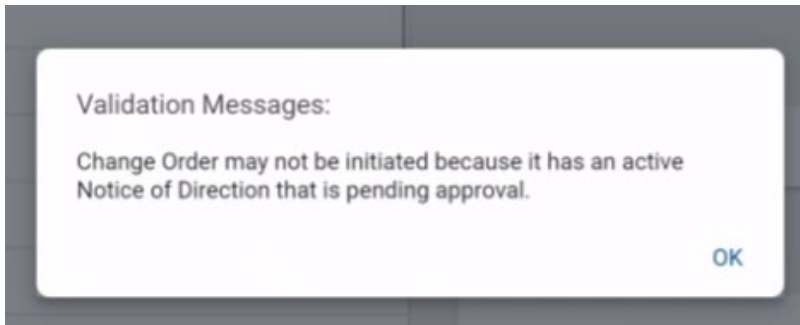 Validation Messages:
Change Order may not be initiated because it has an active
Notice of Direction that is pending approval.
OK